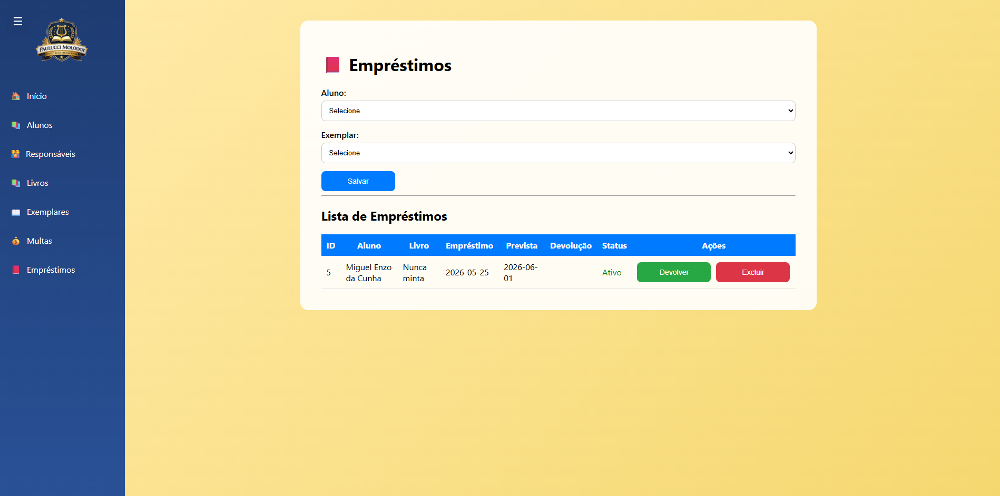 ☰
PAULUCCI MOLODOY
Início
Alunos
Responsáveis
Livros
Exemplares
Multas
Empréstimos
Empréstimos
Aluno:
Selecione
Exemplar:
Selecione
Salvar
Lista de Empréstimos
ID Aluno Livro Empréstimo Prevista Devolução Status Ações
5 Miguel Enzo da Cunha Nunca minta 2026-05-25 2026-06-01 Ativo Devolver Excluir